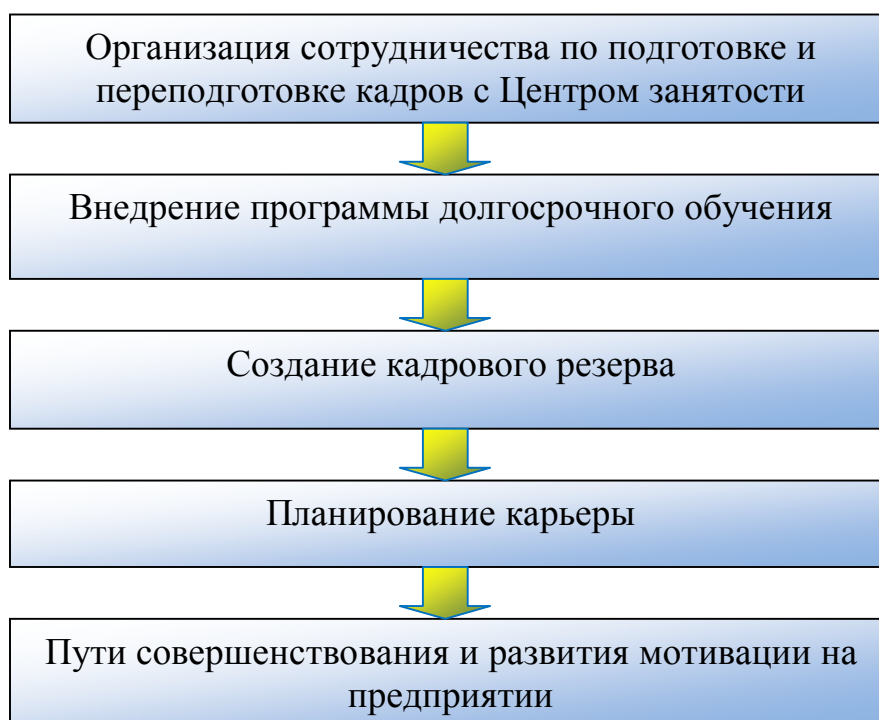 Организация сотрудничества по подготовке и
переподготовке кадров с Центром занятости
Внедрение программы долгосрочного обучения
Создание кадрового резерва
Планирование карьеры
Пути совершенствования и развития мотивации на
предприятии